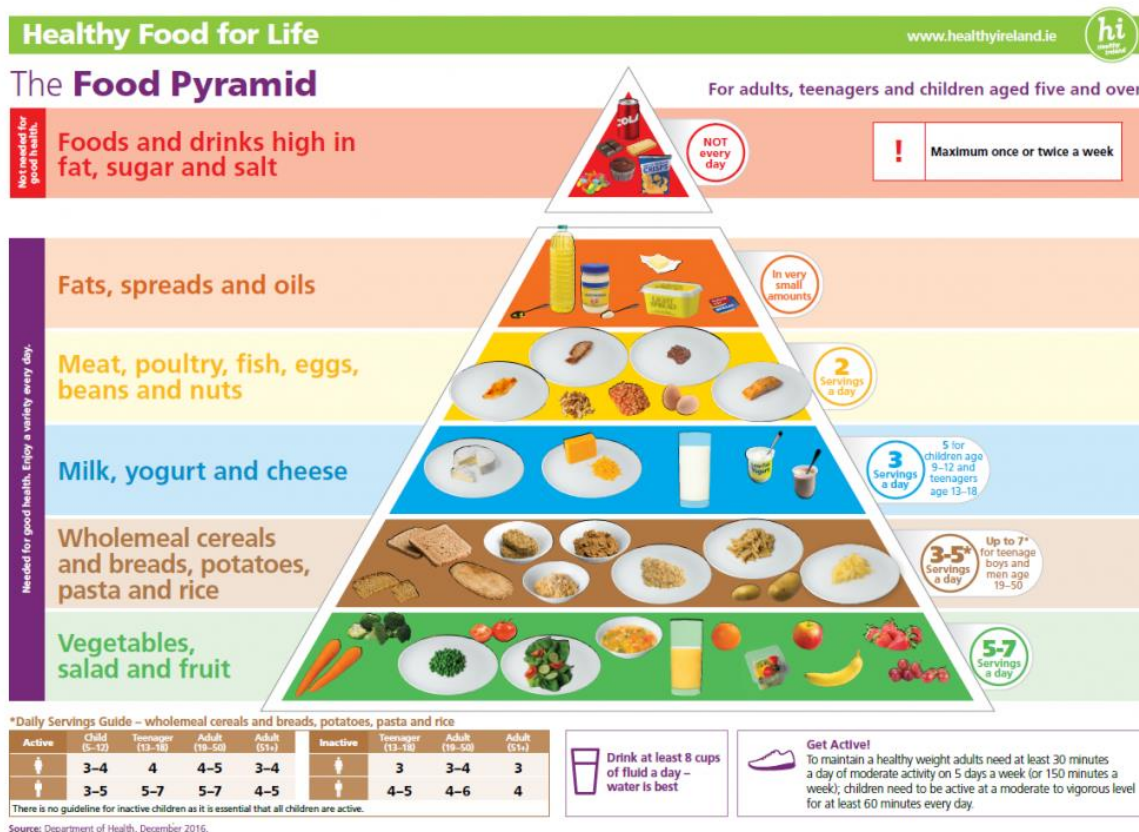 Healthy Food for Life
www.healthyireland.ie
hi
healthy
ireland
The Food Pyramid
For adults, teenagers and children aged five and over
Not needed for
good health.
Foods and drinks high in
fat, sugar and salt
COLA
CRISPS
NOT
every
day
!
Maximum once or twice a week
Needed for good health. Enjoy a variety every day.
Fats, spreads and oils
LIGHT
SPREAD
In very
small
amounts
Meat, poultry, fish, eggs,
beans and nuts
2
Servings
a day
Milk, yogurt and cheese
Low Fat
Yogurt
3
Servings
a day
5 for
children age
9–12 and
teenagers
age 13–18
Wholemeal cereals
and breads, potatoes,
pasta and rice
3-5*
Servings
a day
Up to 7*
for teenage
boys and
men age
19–50
Vegetables,
salad and fruit
5-7
Servings
a day
*Daily Servings Guide – wholemeal cereals and breads, potatoes, pasta and rice
Active Child (5–12) Teenager (13–18) Adult (19–50) Adult (51+) Inactive Teenager (13–18) Adult (19–50) Adult (51+)
3–4 4 4–5 3–4 3 3–4 3
3–5 5–7 5–7 4–5 4–5 4–6 4
There is no guideline for inactive children as it is essential that all children are active.
Source: Department of Health. December 2016.
Drink at least 8 cups
of fluid a day –
water is best
Get Active!
To maintain a healthy weight adults need at least 30 minutes
a day of moderate activity on 5 days a week (or 150 minutes a
week); children need to be active at a moderate to vigorous level
for at least 60 minutes every day.